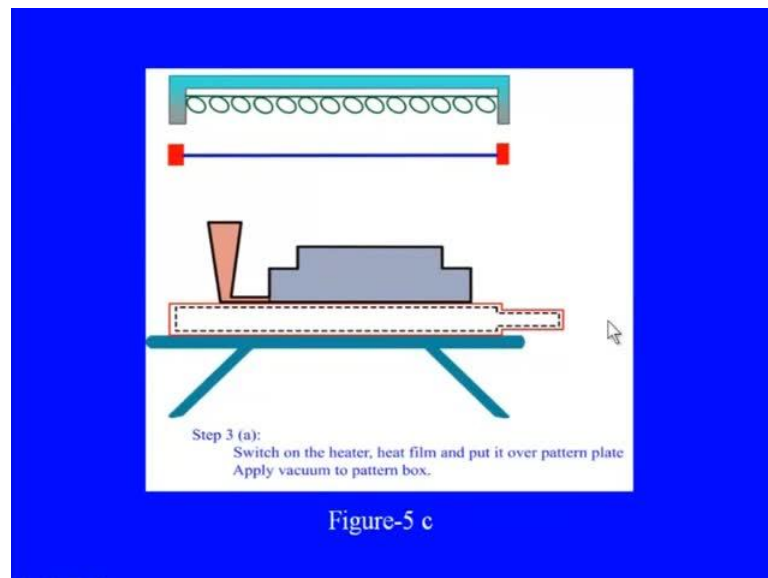 Step 3 (a):
Switch on the heater, heat film and put it over pattern plate
Apply vacuum to pattern box.
Figure-5 c